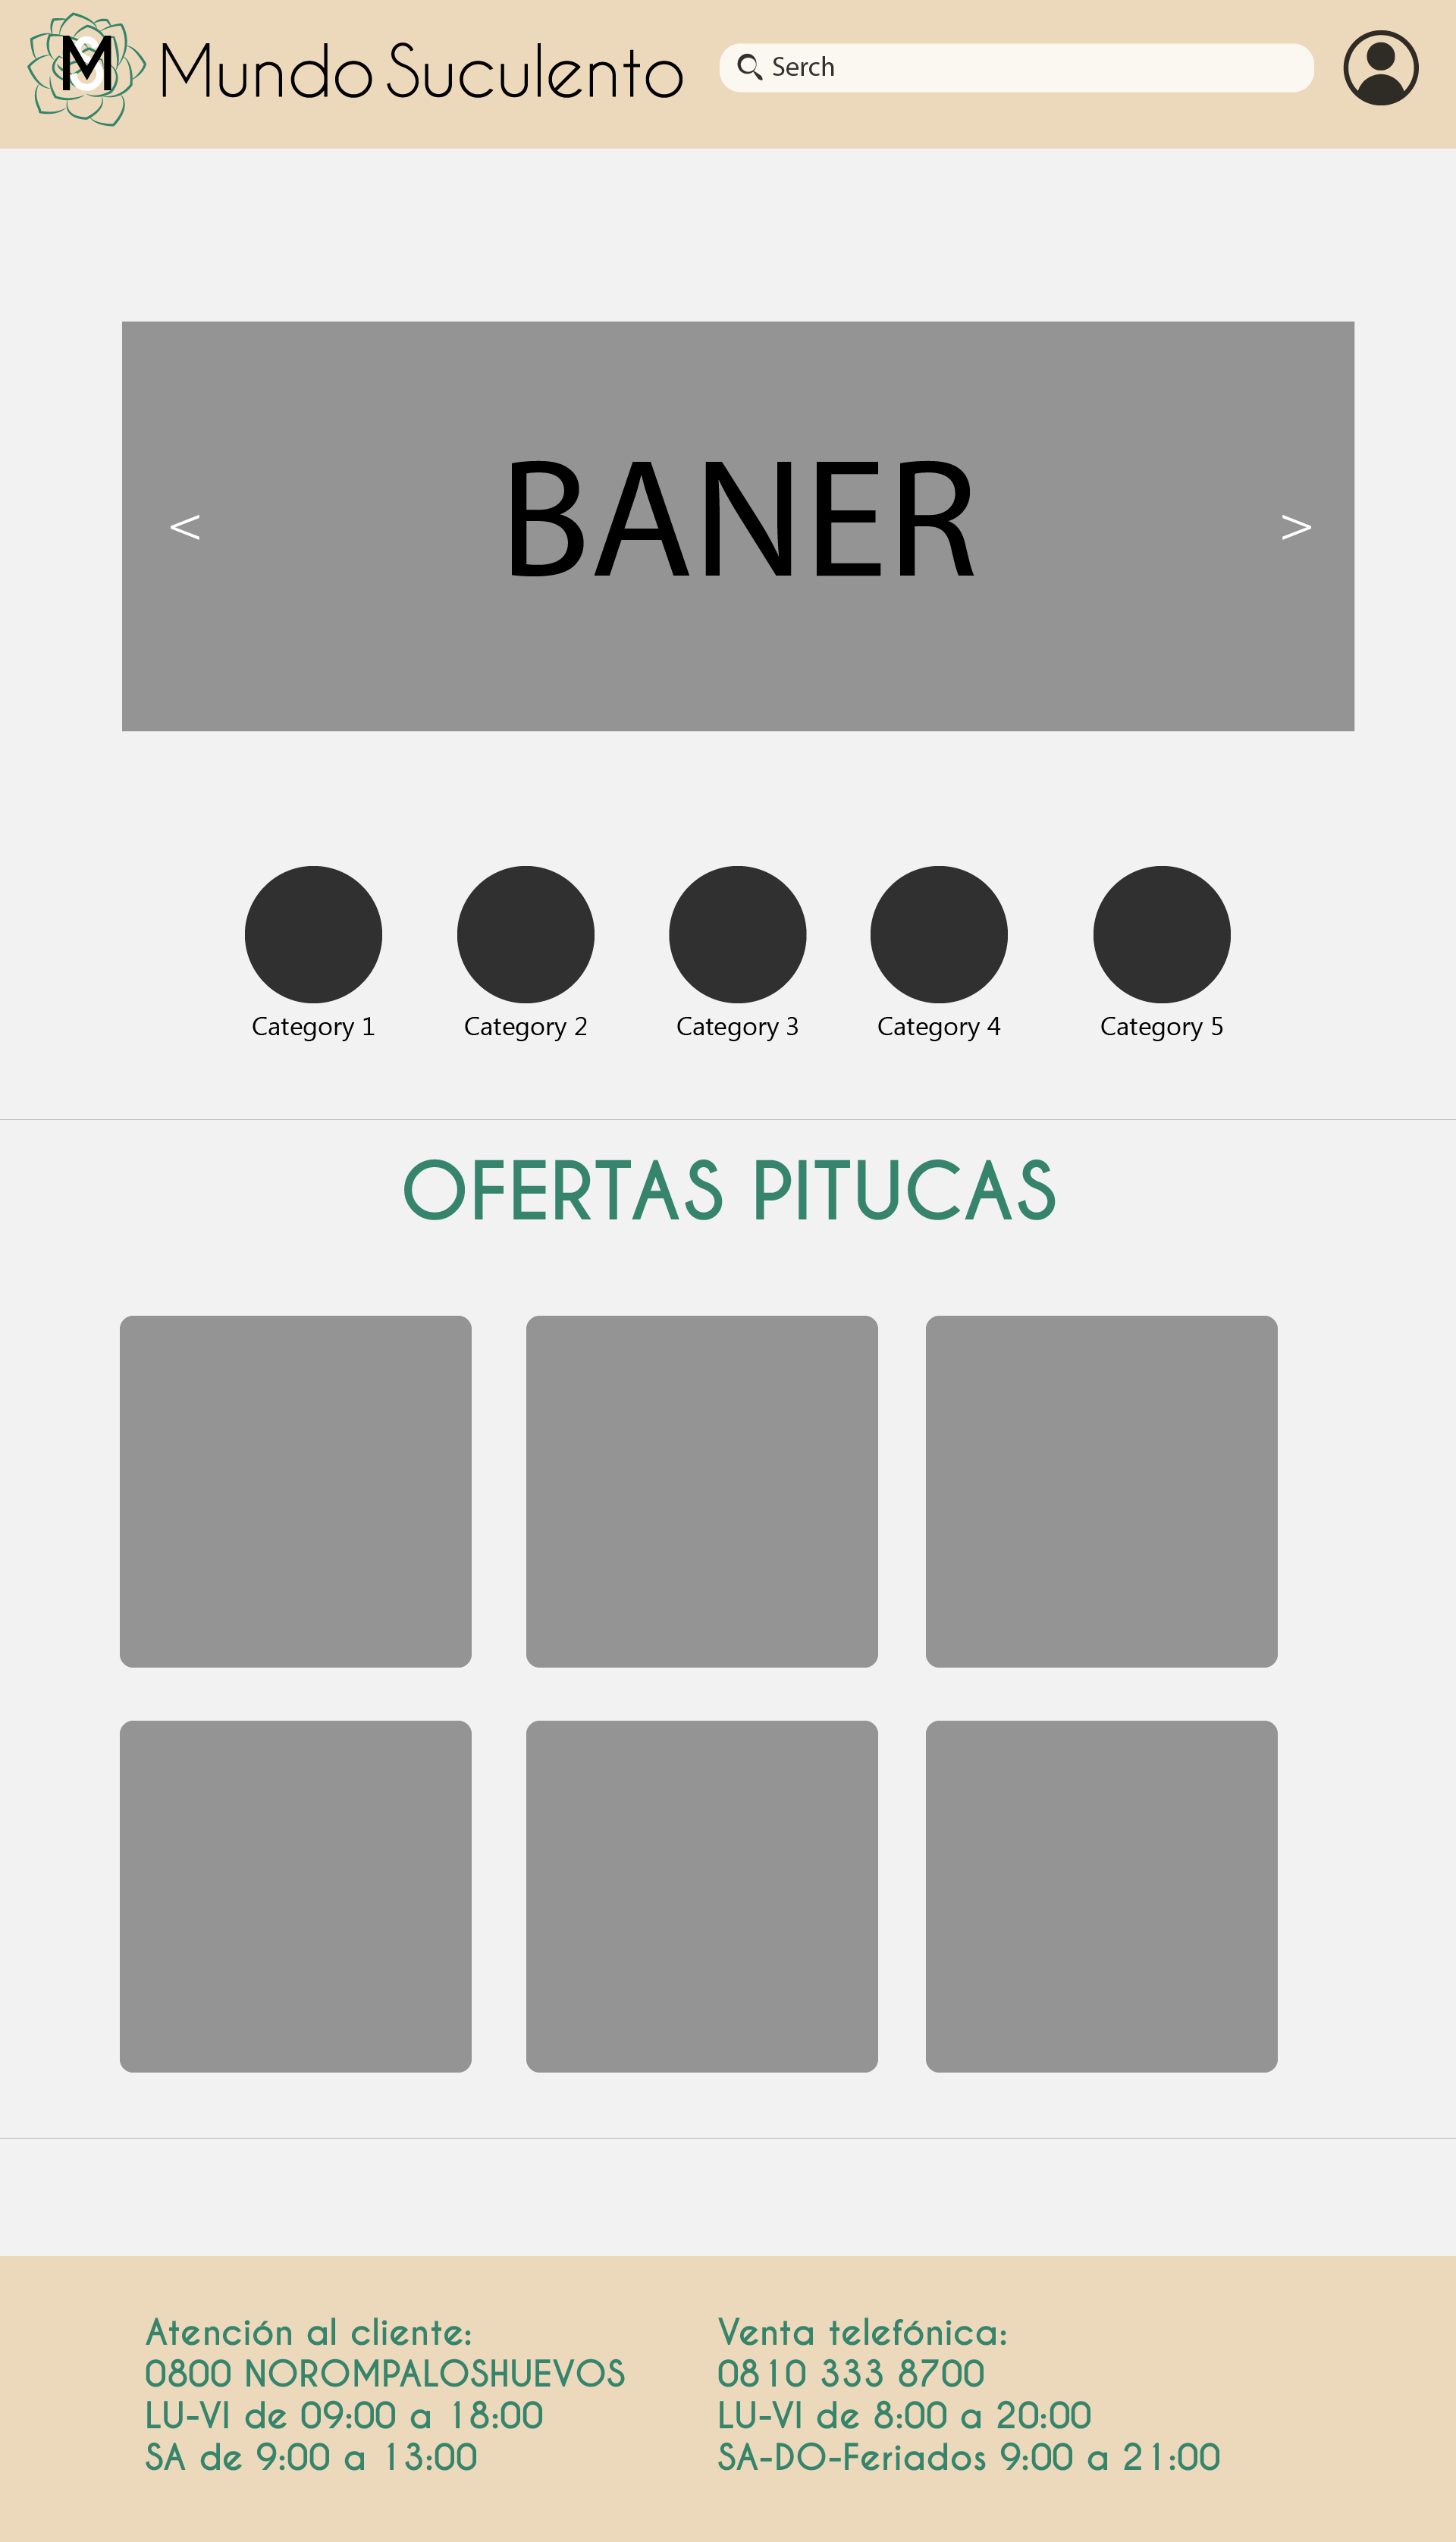 M Mundo Suculento
Serch
BANER
< >
Category 1 Category 2 Category 3 Category 4 Category 5
OFERTAS PITUCAS
Atención al cliente:
0800 NOROMPALOSHUEVOS
LU-VI de 09:00 a 18:00
SA de 9:00 a 13:00
Venta telefónica:
0810 333 8700
LU-VI de 8:00 a 20:00
SA-DO-Feriados 9:00 a 21:00